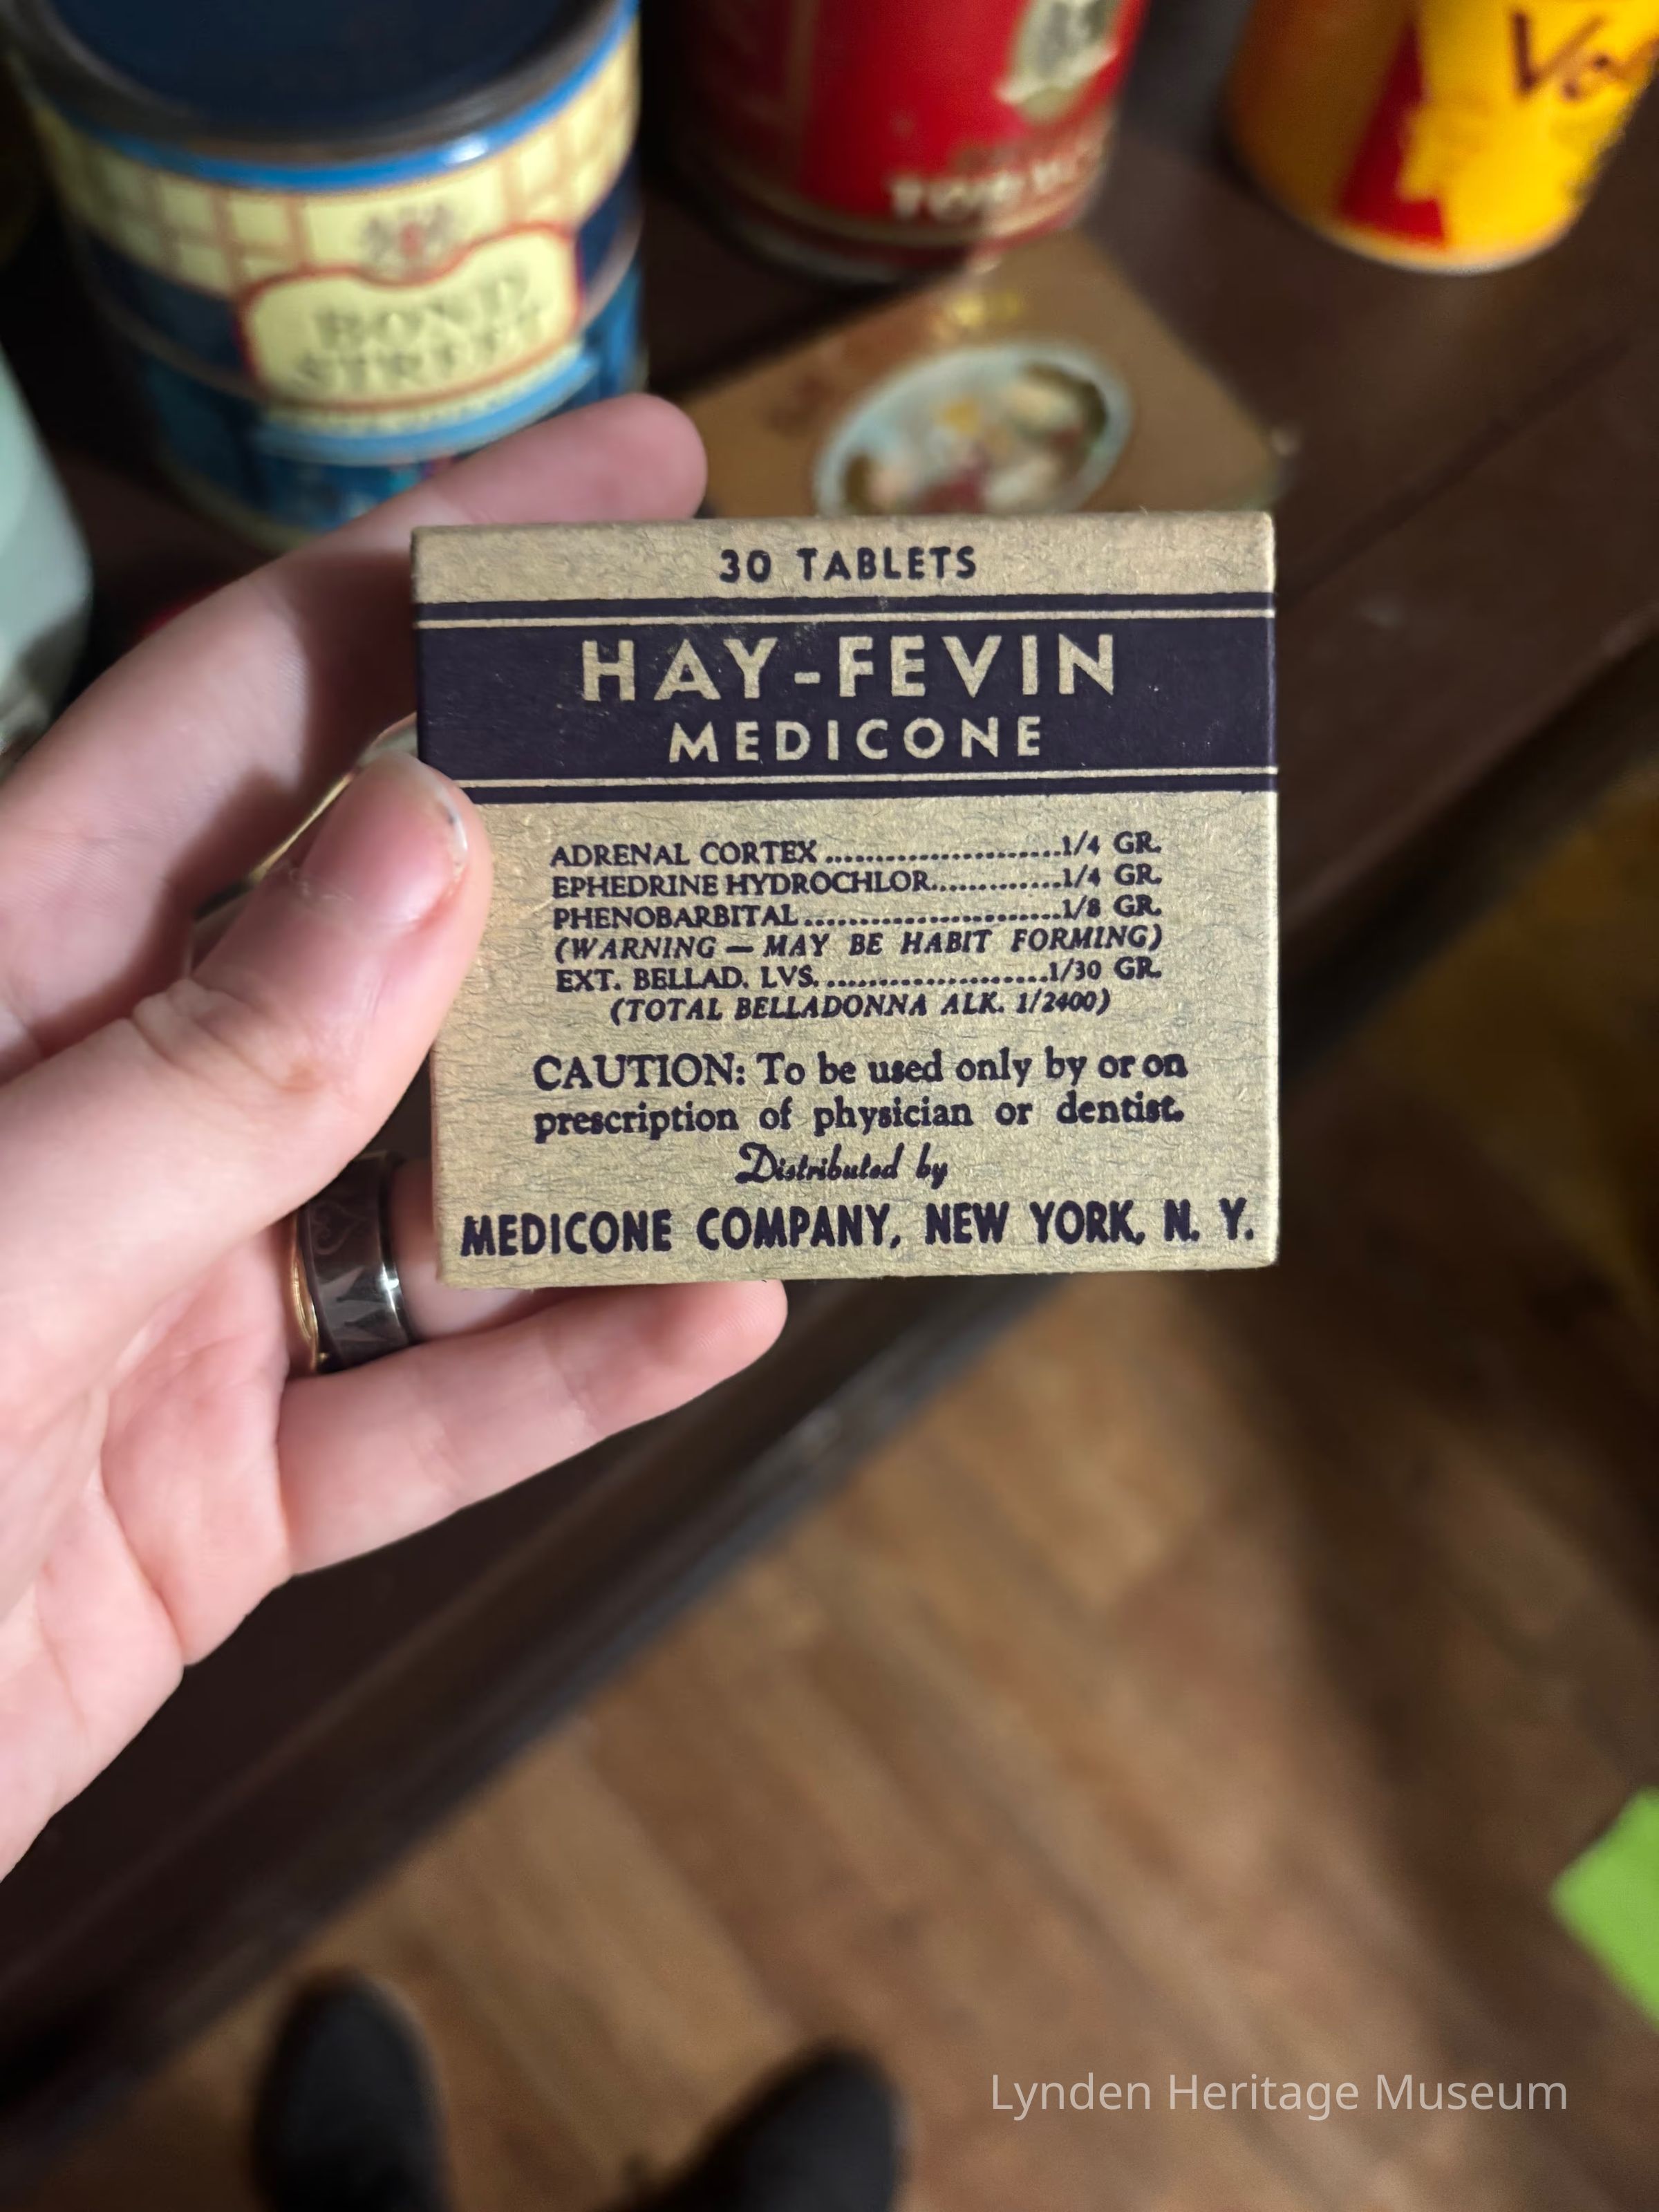 BOND
STREET
30 TABLETS
HAY-FEVIN
MEDICONE
ADRENAL CORTEX ........................1/4 GR.
EPHEDRINE HYDROCHLOR.............1/4 GR.
PHENOBARBITAL ..........................1/8 GR.
(WARNING — MAY BE HABIT FORMING)
EXT. BELLAD. LVS. ......................1/30 GR.
(TOTAL BELLADONNA ALK. 1/2400)
CAUTION: To be used only by or on
prescription of physician or dentist.
Distributed by
MEDICONE COMPANY, NEW YORK, N. Y.
Lynden Heritage Museum